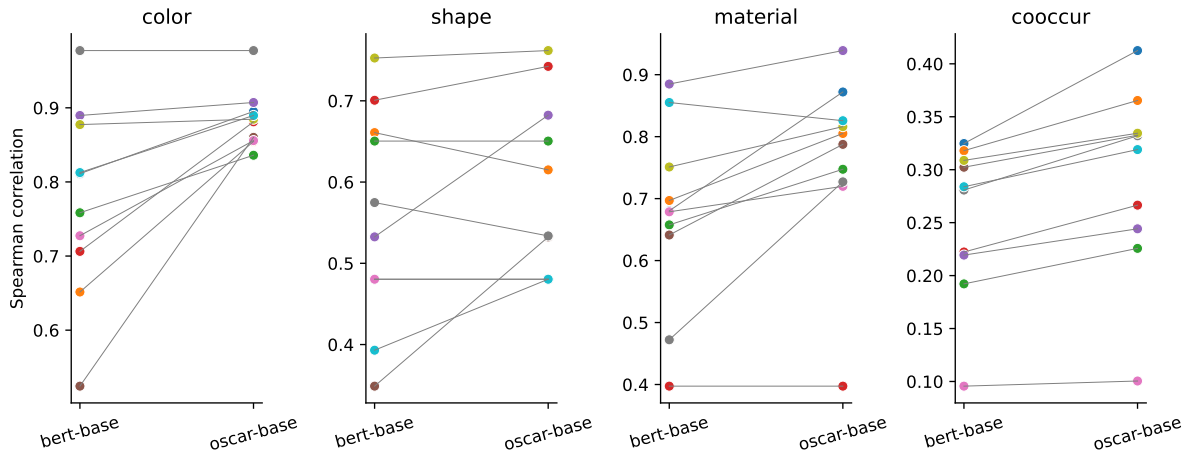 color
shape
material
cooccur
Spearman correlation
0.9
0.8
0.7
0.6
bert-base
oscar-base
0.7
0.6
0.5
0.4
bert-base
oscar-base
0.9
0.8
0.7
0.6
0.5
0.4
bert-base
oscar-base
0.40
0.35
0.30
0.25
0.20
0.15
0.10
bert-base
oscar-base